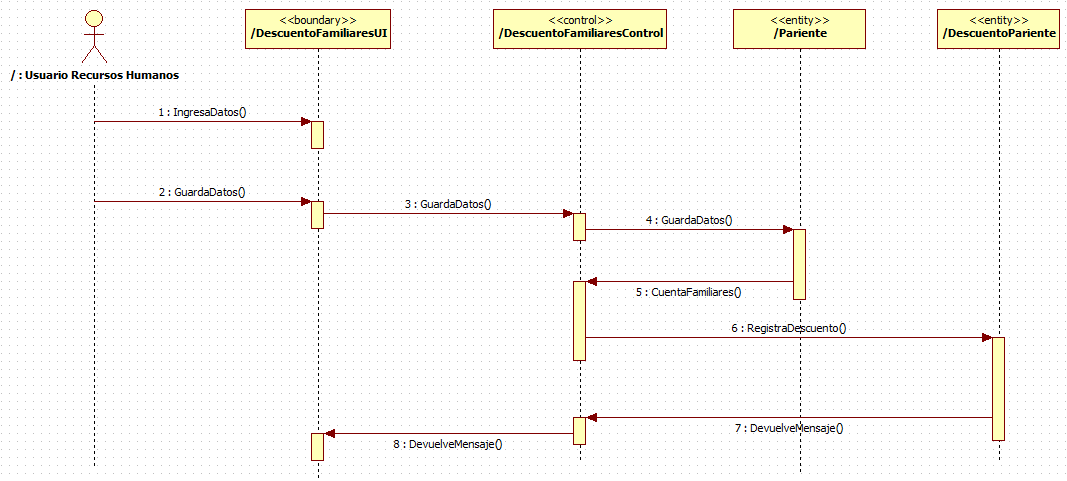 <<boundary>>
/DescuentoFamiliaresUI
<<control>>
/DescuentoFamiliaresControl
<<entity>>
/Pariente
<<entity>>
/DescuentoPariente
/ : Usuario Recursos Humanos
1 : IngresaDatos()
2 : GuardaDatos()
3 : GuardaDatos()
4 : GuardaDatos()
5 : CuentaFamiliares()
6 : RegistraDescuento()
7 : DevuelveMensaje()
8 : DevuelveMensaje()